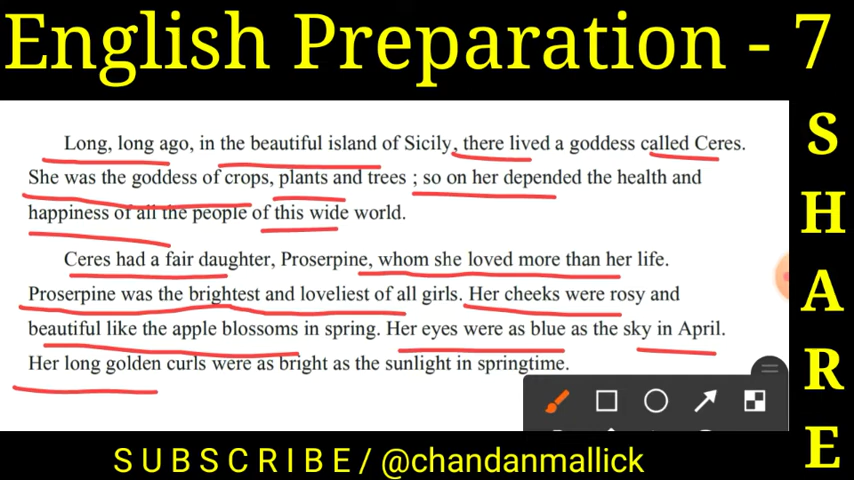 English Preparation - 7
Long, long ago, in the beautiful island of Sicily, there lived a goddess called Ceres.
She was the goddess of crops, plants and trees ; so on her depended the health and
happiness of all the people of this wide world.
Ceres had a fair daughter, Proserpine, whom she loved more than her life.
Proserpine was the brightest and loveliest of all girls. Her cheeks were rosy and
beautiful like the apple blossoms in spring. Her eyes were as blue as the sky in April.
Her long golden curls were as bright as the sunlight in springtime.
SHARE
SUBSCRIBE/ @chandanmallick